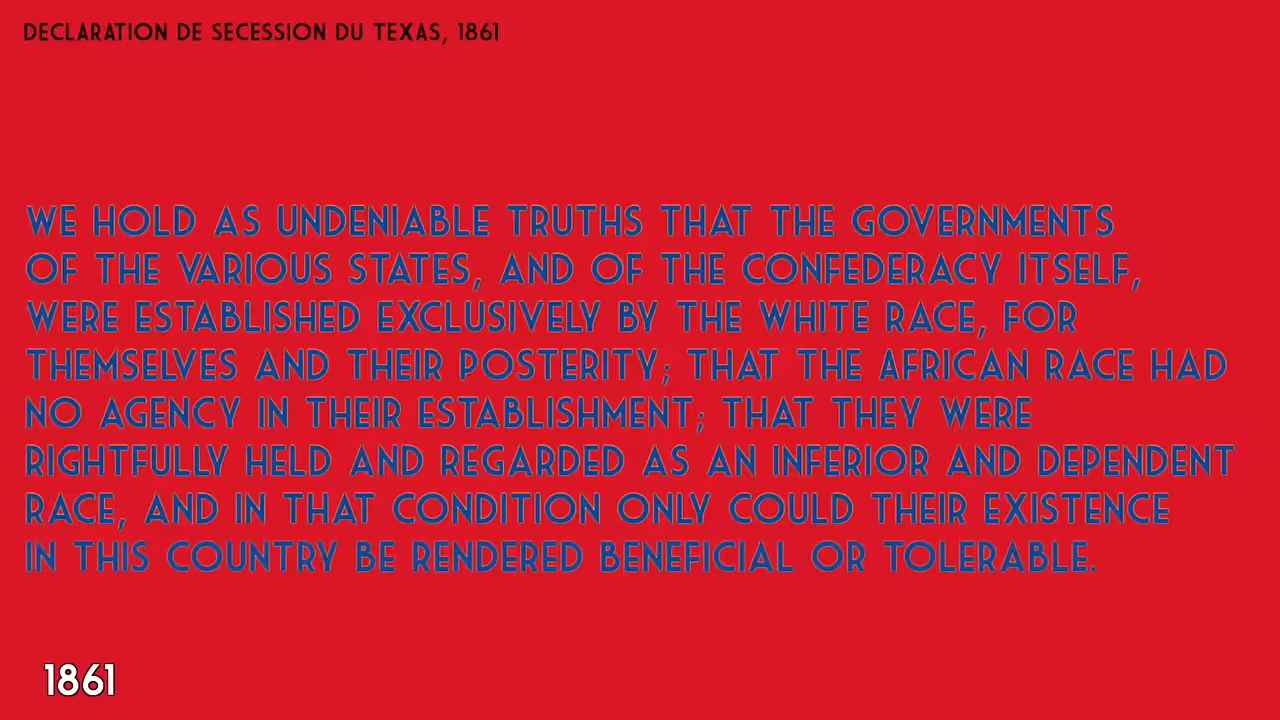 DECLARATION DE SECESSION DU TEXAS, 1861
WE HOLD AS UNDENIABLE TRUTHS THAT THE GOVERNMENTS
OF THE VARIOUS STATES, AND OF THE CONFEDERACY ITSELF,
WERE ESTABLISHED EXCLUSIVELY BY THE WHITE RACE, FOR
THEMSELVES AND THEIR POSTERITY; THAT THE AFRICAN RACE HAD
NO AGENCY IN THEIR ESTABLISHMENT; THAT THEY WERE
RIGHTFULLY HELD AND REGARDED AS AN INFERIOR AND DEPENDENT
RACE, AND IN THAT CONDITION ONLY COULD THEIR EXISTENCE
IN THIS COUNTRY BE RENDERED BENEFICIAL OR TOLERABLE.
1861